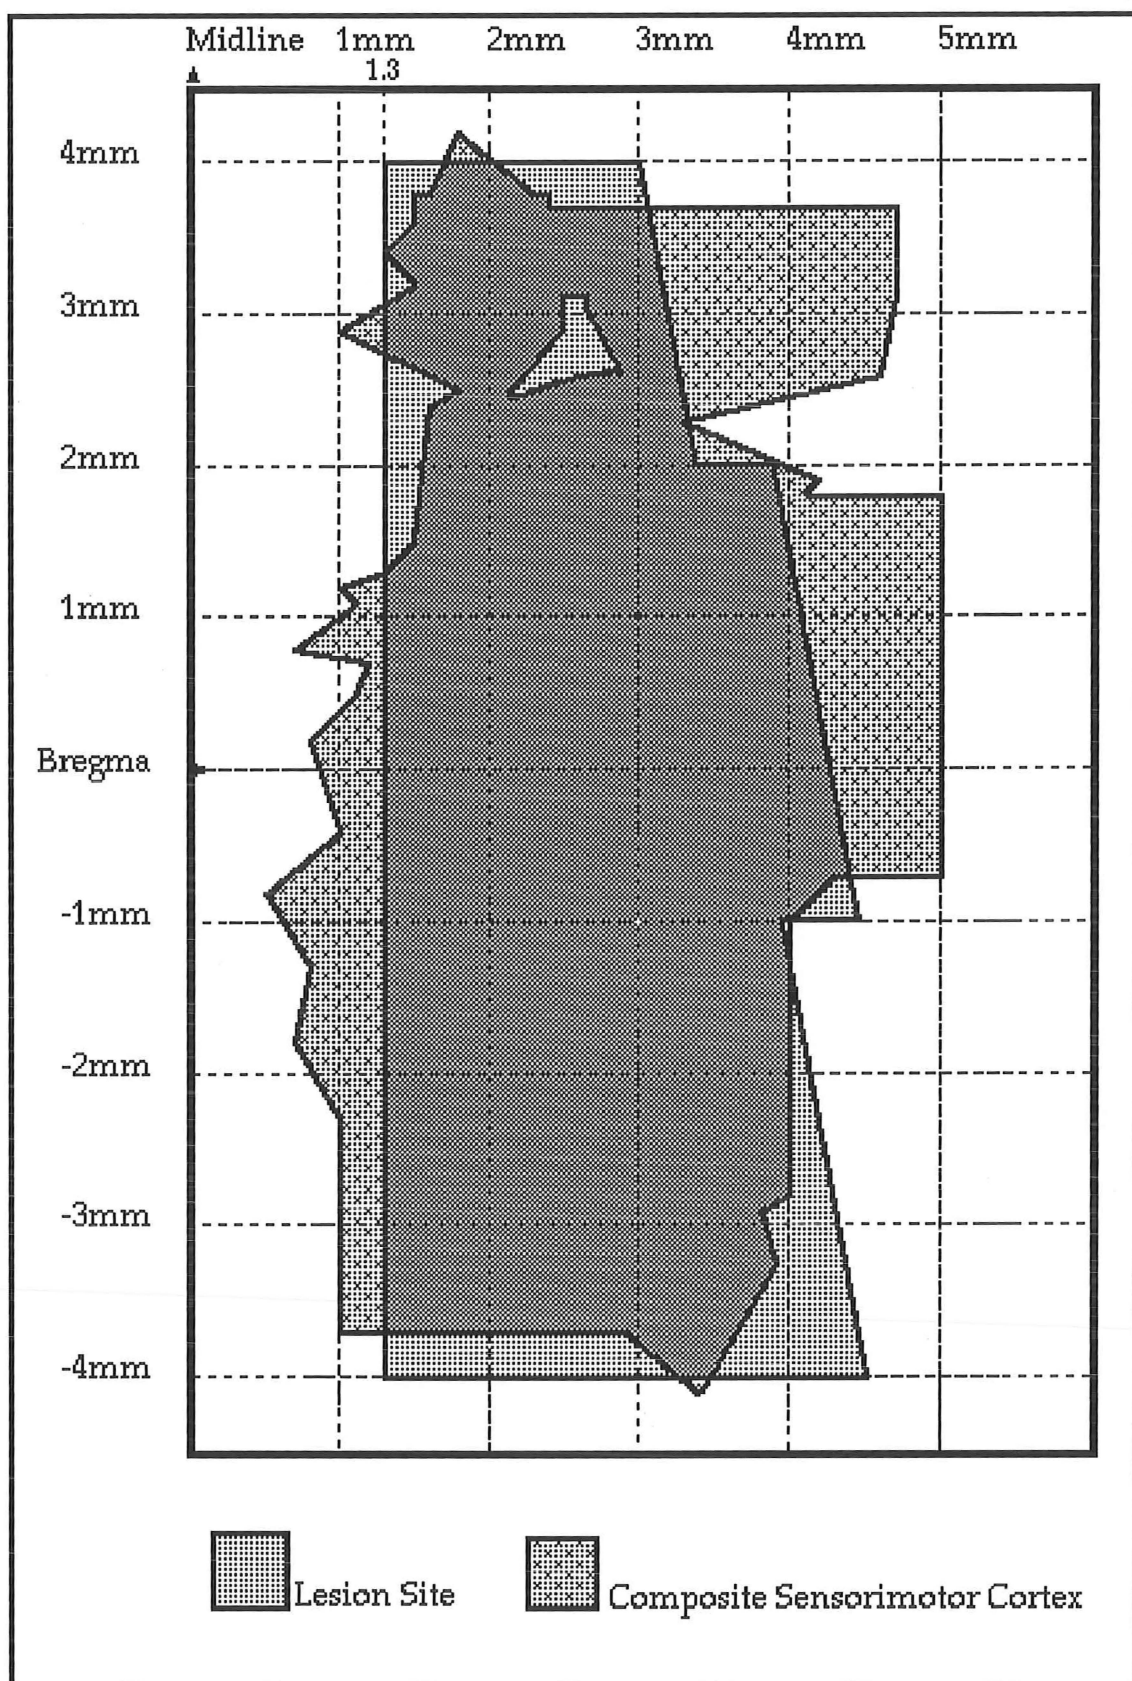 Midline 1mm 2mm 3mm 4mm 5mm
1.3
4mm
3mm
2mm
1mm
Bregma
-1mm
-2mm
-3mm
-4mm
Lesion Site
Composite Sensorimotor Cortex